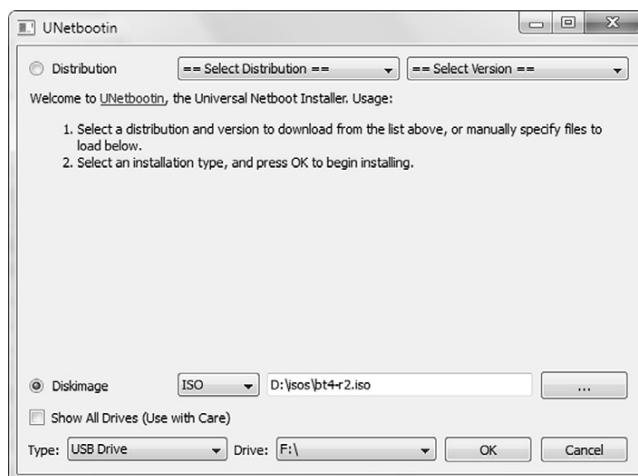 UNetbootin
Distribution == Select Distribution == == Select Version ==
Welcome to UNetbootin, the Universal Netboot Installer. Usage:
1. Select a distribution and version to download from the list above, or manually specify files to
load below.
2. Select an installation type, and press OK to begin installing.
Diskimage ISO D:\isos\bt4-r2.iso ...
Show All Drives (Use with Care)
Type: USB Drive Drive: F:\ OK Cancel